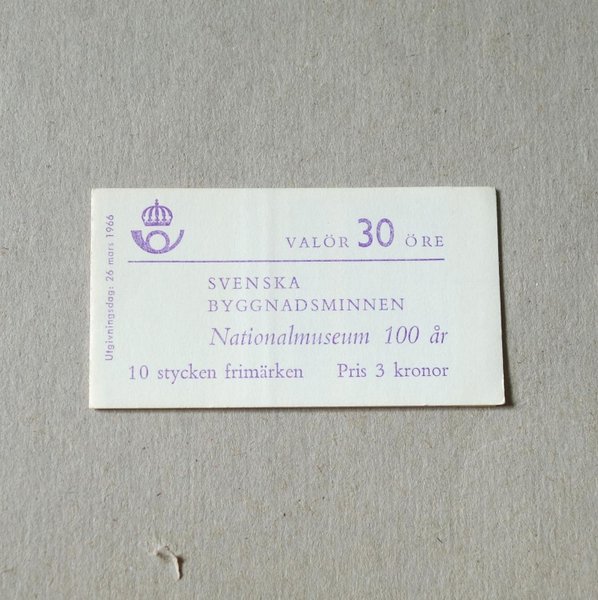 Utgivningsdag: 26 mars 1966
VALÖR 30 ÖRE
SVENSKA
BYGGNADSMINNEN
Nationalmuseum 100 år
10 stycken frimärken Pris 3 kronor